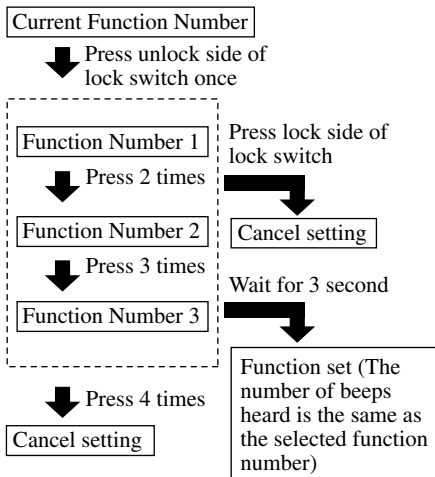 Current Function Number
Press unlock side of
lock switch once
Function Number 1
Press lock side of
lock switch
Press 2 times
Function Number 2
Cancel setting
Press 3 times
Wait for 3 second
Function Number 3
Function set (The
number of beeps
heard is the same as
the selected function
number)
Press 4 times
Cancel setting